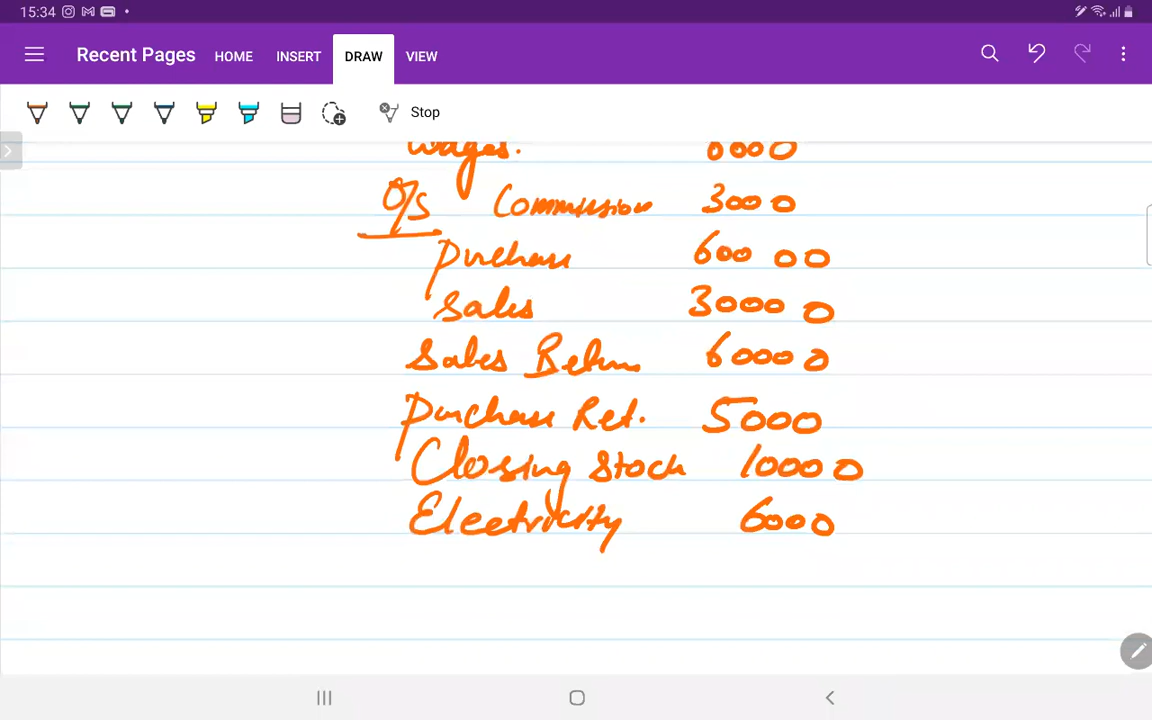 15:34
Recent Pages HOME INSERT DRAW VIEW
Stop
Wages. 6000
O/S Commission 3000
Purchase 60000
Sales 30000
Sales Return 60000
Purchase Ret. 5000
Closing Stock 10000
Electricity 6000